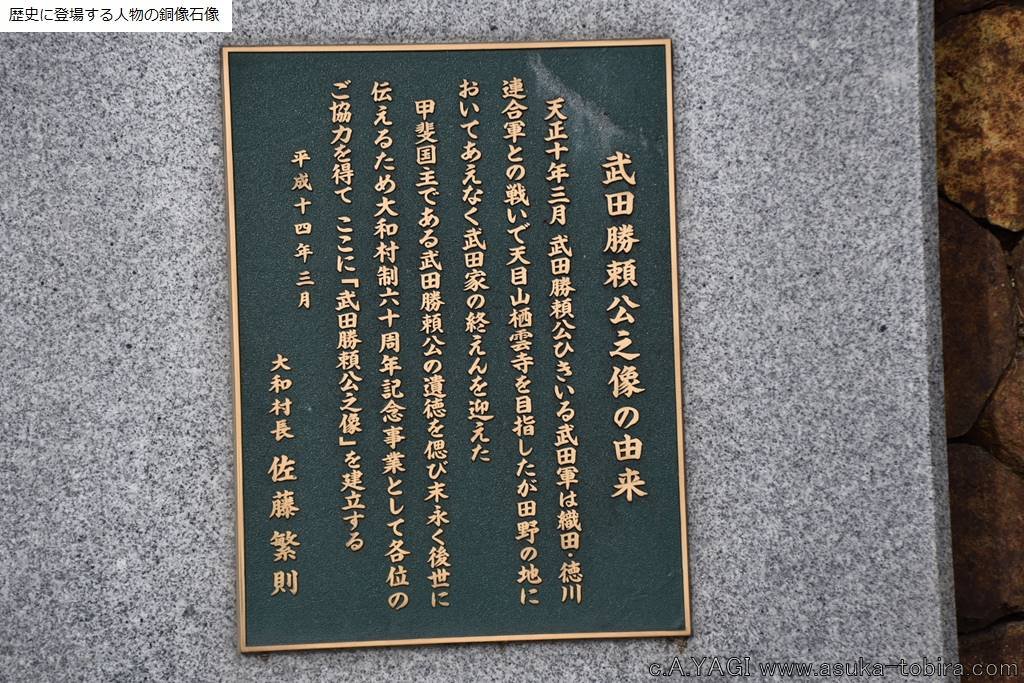 歴史に登場する人物の銅像石像
武田勝頼公之像の由来
天正十年三月 武田勝頼公ひきいる武田軍は織田・徳川
連合軍との戦いで天目山栖雲寺を目指したが田野の地に
おいてあえなく武田家の終えんを迎えた
甲斐国主である武田勝頼公の遺徳を偲び末永く後世に
伝えるため大和村制六十周年記念事業として各位の
ご協力を得て ここに「武田勝頼公之像」を建立する
平成十四年三月
大和村長 佐藤繁則
c.A.YAGI www.asuka-tobira.com